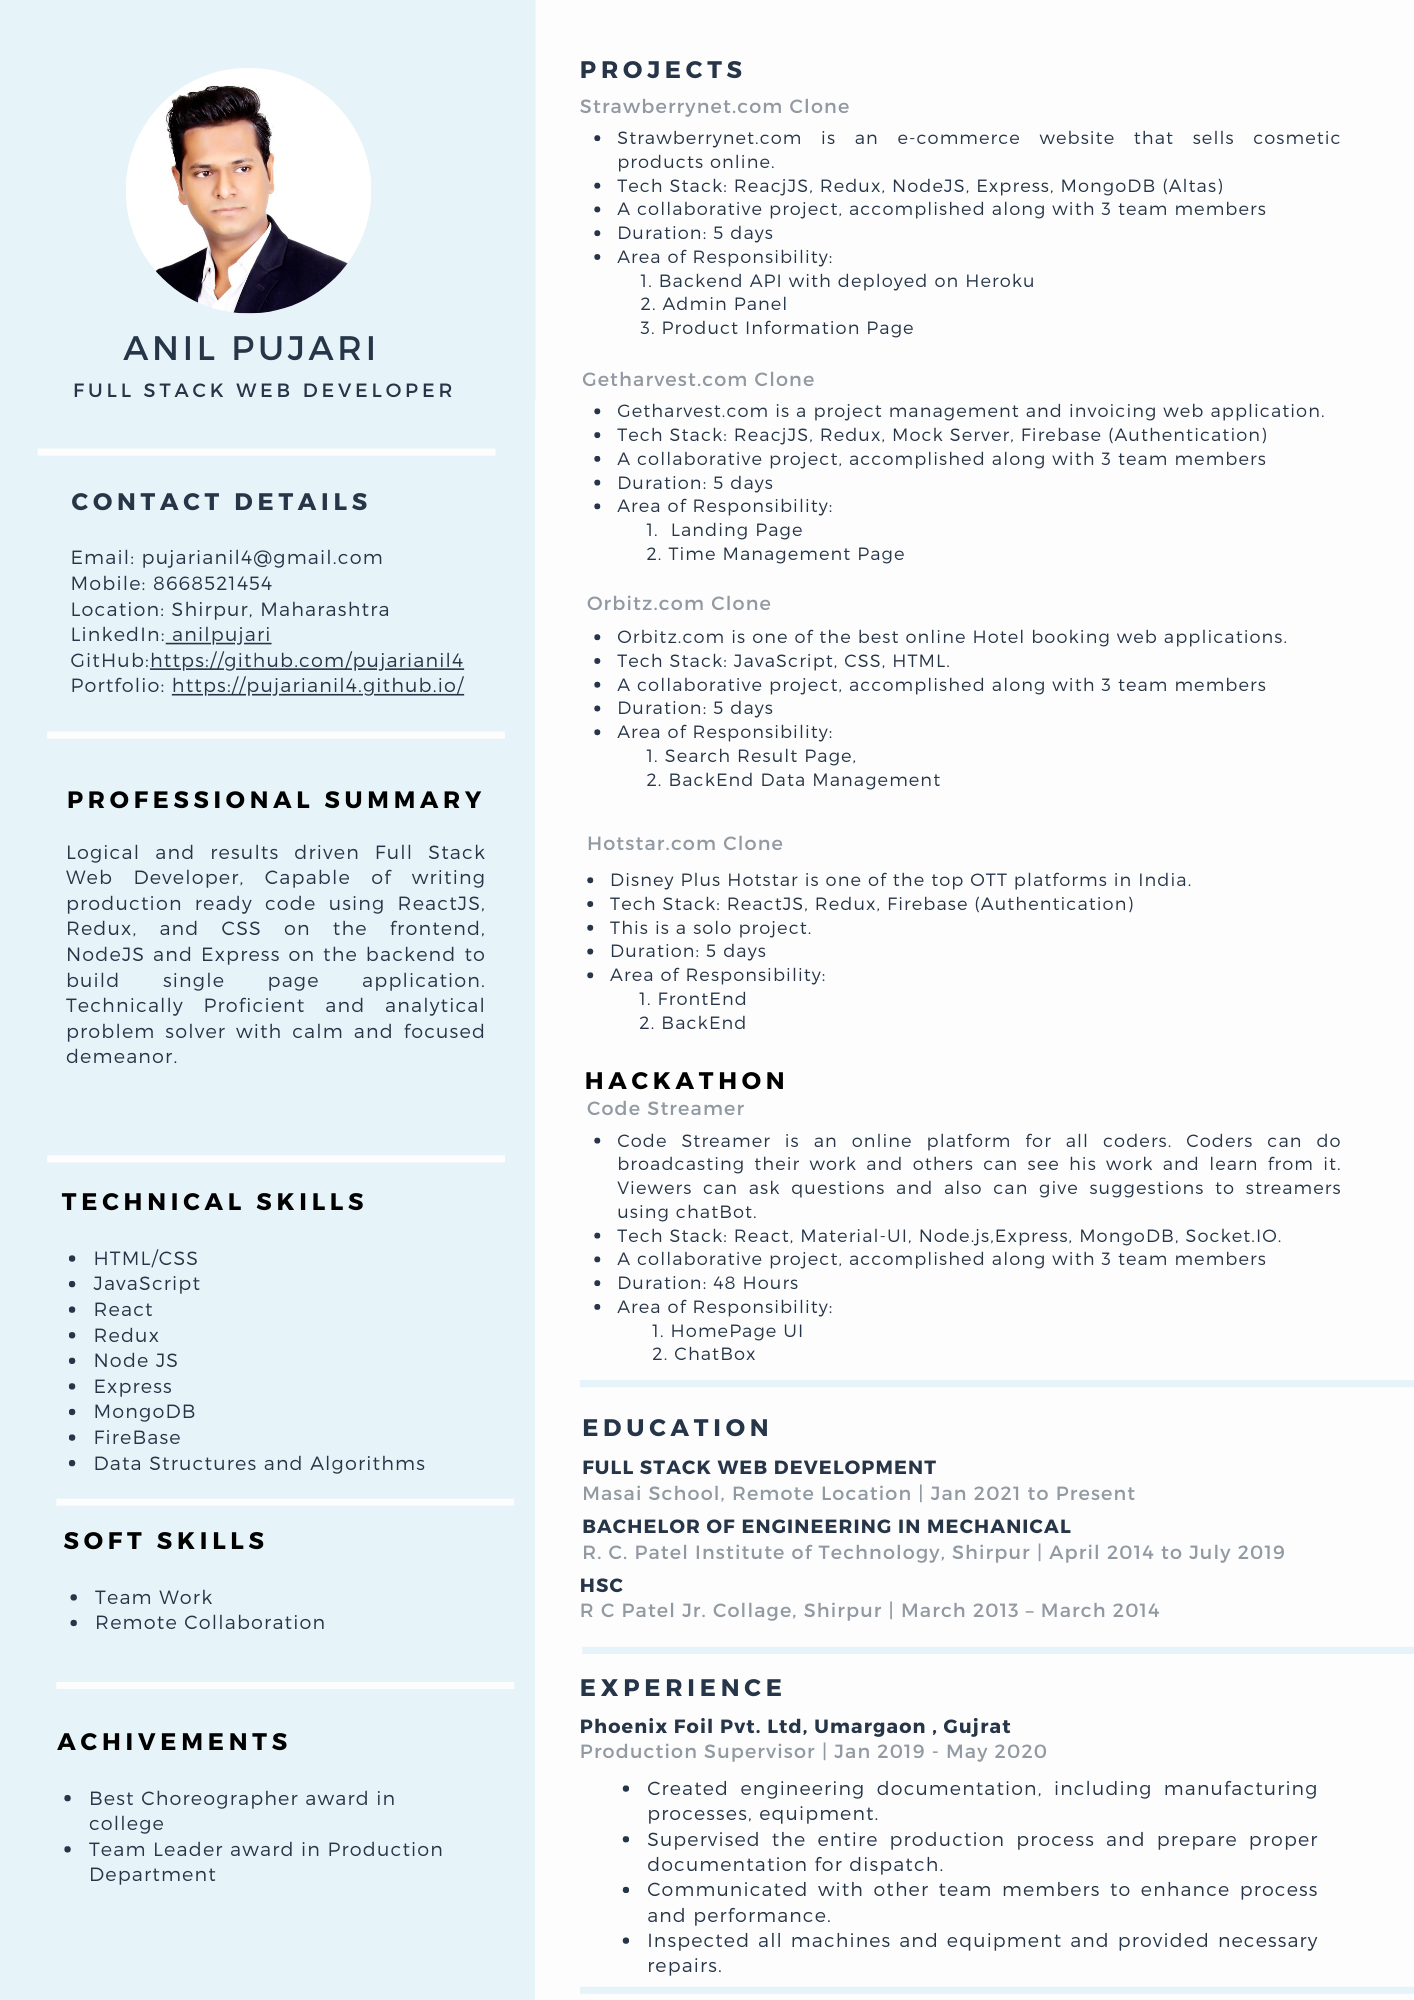 ANIL PUJARI
FULL STACK WEB DEVELOPER
CONTACT DETAILS
Email: pujarianil4@gmail.com
Mobile: 8668521454
Location: Shirpur, Maharashtra
LinkedIn: anilpujari
GitHub:https://github.com/pujarianil4
Portfolio: https://pujarianil4.github.io/
PROFESSIONAL SUMMARY
Logical and results driven Full Stack
Web Developer, Capable of writing
production ready code using ReactJS,
Redux, and CSS on the frontend,
NodeJS and Express on the backend to
build single page application.
Technically Proficient and analytical
problem solver with calm and focused
demeanor.
TECHNICAL SKILLS
• HTML/CSS
• JavaScript
• React
• Redux
• Node JS
• Express
• MongoDB
• FireBase
• Data Structures and Algorithms
SOFT SKILLS
• Team Work
• Remote Collaboration
ACHIVEMENTS
• Best Choreographer award in
college
• Team Leader award in Production
Department
PROJECTS
Strawberrynet.com Clone
• Strawberrynet.com is an e-commerce website that sells cosmetic
products online.
• Tech Stack: ReacjJS, Redux, NodeJS, Express, MongoDB (Altas)
• A collaborative project, accomplished along with 3 team members
• Duration: 5 days
• Area of Responsibility:
1. Backend API with deployed on Heroku
2. Admin Panel
3. Product Information Page
Getharvest.com Clone
• Getharvest.com is a project management and invoicing web application.
• Tech Stack: ReacjJS, Redux, Mock Server, Firebase (Authentication)
• A collaborative project, accomplished along with 3 team members
• Duration: 5 days
• Area of Responsibility:
1. Landing Page
2. Time Management Page
Orbitz.com Clone
• Orbitz.com is one of the best online Hotel booking web applications.
• Tech Stack: JavaScript, CSS, HTML.
• A collaborative project, accomplished along with 3 team members
• Duration: 5 days
• Area of Responsibility:
1. Search Result Page,
2. BackEnd Data Management
Hotstar.com Clone
• Disney Plus Hotstar is one of the top OTT platforms in India.
• Tech Stack: ReactJS, Redux, Firebase (Authentication)
• This is a solo project.
• Duration: 5 days
• Area of Responsibility:
1. FrontEnd
2. BackEnd
HACKATHON
Code Streamer
• Code Streamer is an online platform for all coders. Coders can do
broadcasting their work and others can see his work and learn from it.
Viewers can ask questions and also can give suggestions to streamers
using chatBot.
• Tech Stack: React, Material-UI, Node.js,Express, MongoDB, Socket.IO.
• A collaborative project, accomplished along with 3 team members
• Duration: 48 Hours
• Area of Responsibility:
1. HomePage UI
2. ChatBox
EDUCATION
FULL STACK WEB DEVELOPMENT
Masai School, Remote Location | Jan 2021 to Present
BACHELOR OF ENGINEERING IN MECHANICAL
R. C. Patel Institute of Technology, Shirpur | April 2014 to July 2019
HSC
R C Patel Jr. Collage, Shirpur | March 2013 – March 2014
EXPERIENCE
Phoenix Foil Pvt. Ltd, Umargaon , Gujrat
Production Supervisor | Jan 2019 - May 2020
• Created engineering documentation, including manufacturing
processes, equipment.
• Supervised the entire production process and prepare proper
documentation for dispatch.
• Communicated with other team members to enhance process
and performance.
• Inspected all machines and equipment and provided necessary
repairs.